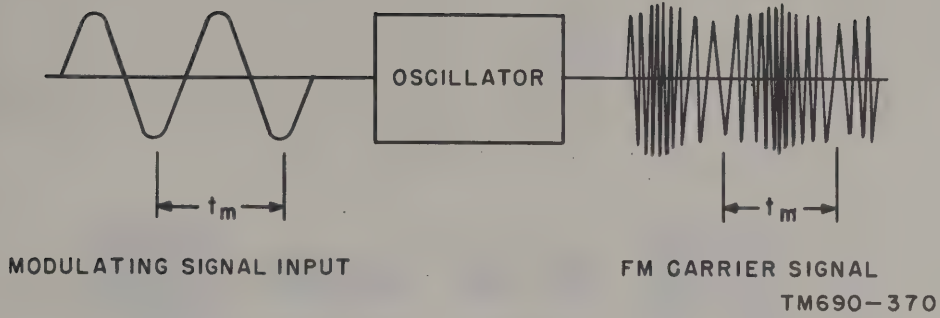 OSCILLATOR
tm
tm
MODULATING SIGNAL INPUT
FM CARRIER SIGNAL
TM690-370